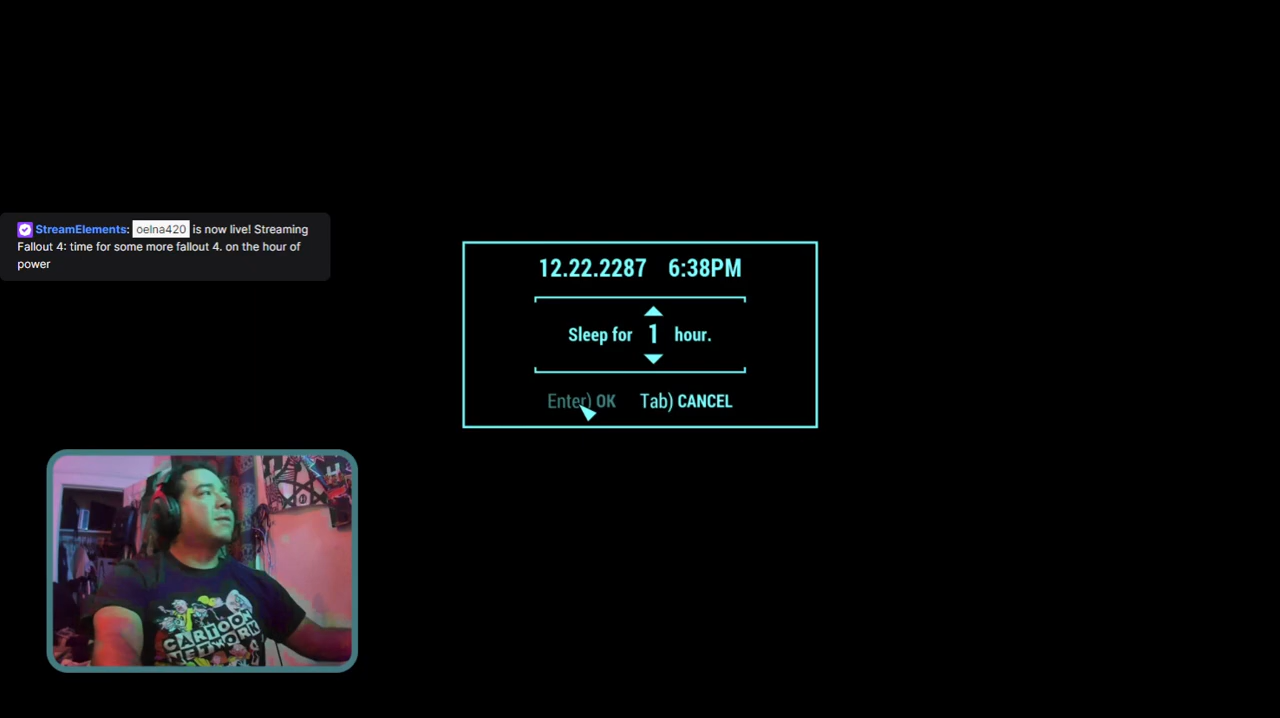 12.22.2287 6:38PM
StreamElements: oelna420 is now live! Streaming
Fallout 4: time for some more fallout 4. on the hour of
power
Sleep for 1 hour.
Enter) OK Tab) CANCEL
CARTOON
NETWORK